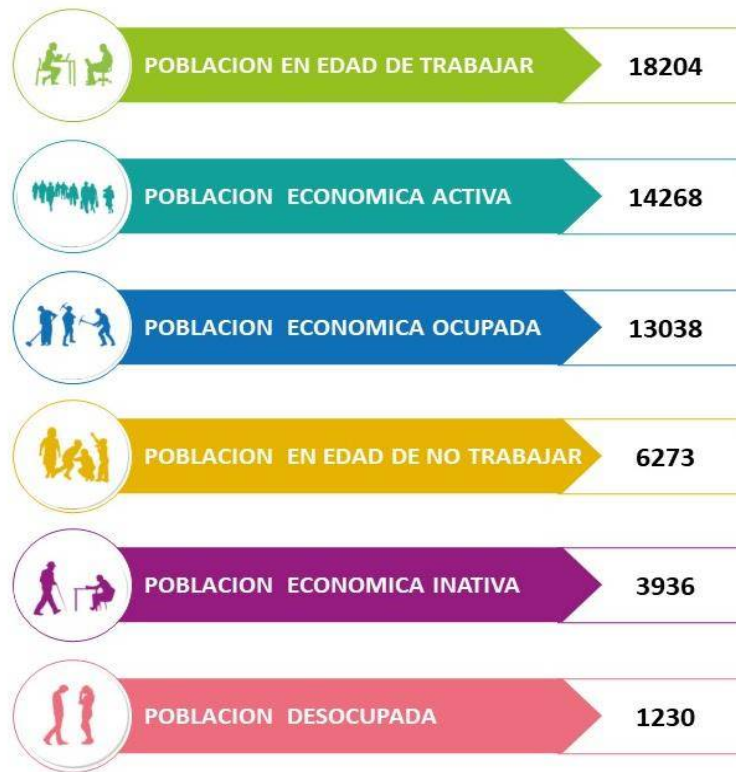 POBLACION EN EDAD DE TRABAJAR 18204
POBLACION ECONOMICA ACTIVA 14268
POBLACION ECONOMICA OCUPADA 13038
POBLACION EN EDAD DE NO TRABAJAR 6273
POBLACION ECONOMICA INATIVA 3936
POBLACION DESOCUPADA 1230